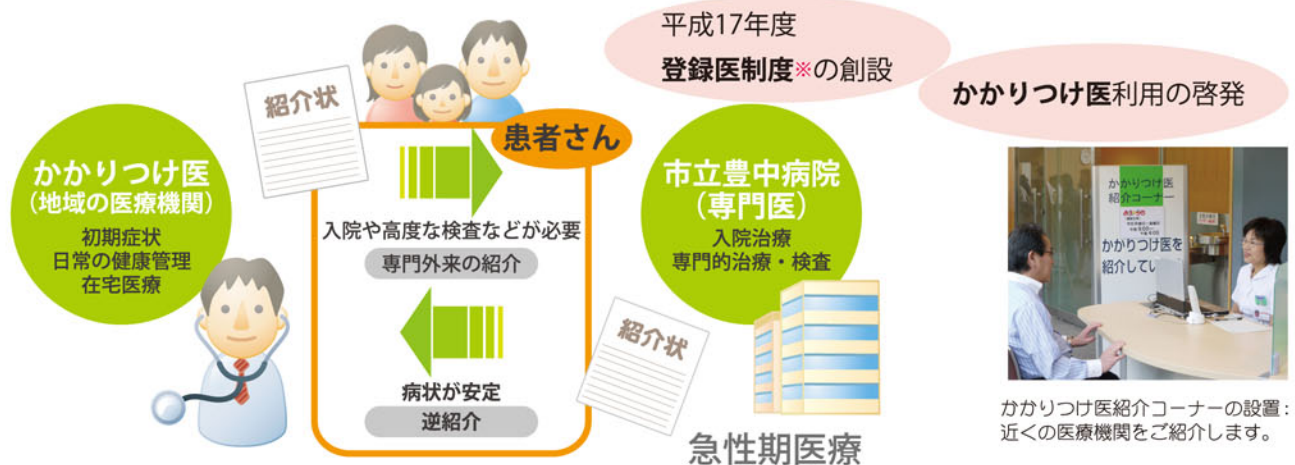 平成17年度
登録医制度※の創設
かかりつけ医利用の啓発
紹介状
患者さん
かかりつけ医
(地域の医療機関)
初期症状
日常の健康管理
在宅医療
入院や高度な検査などが必要
専門外来の紹介
病状が安定
逆紹介
市立豊中病院
(専門医)
入院治療
専門的治療・検査
紹介状
急性期医療
かかりつけ医
紹介コーナー
かかりつけ医を
紹介してい
かかりつけ医紹介コーナーの設置:
近くの医療機関をご紹介します。